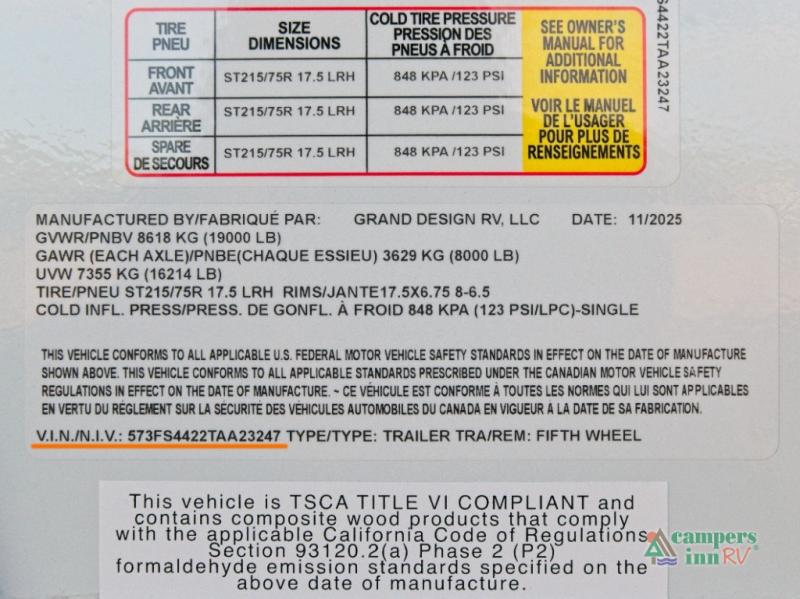 TIRE PNEU
SIZE DIMENSIONS
COLD TIRE PRESSURE
PRESSION DES
PNEUS À FROID
FRONT AVANT
ST215/75R 17.5 LRH
848 KPA /123 PSI
REAR ARRIÈRE
ST215/75R 17.5 LRH
848 KPA /123 PSI
SPARE DE SECOURS
ST215/75R 17.5 LRH
848 KPA /123 PSI
SEE OWNER'S
MANUAL FOR
ADDITIONAL
INFORMATION
VOIR LE MANUEL
DE L'USAGER
POUR PLUS DE
RENSEIGNEMENTS
S4422TAA23247
MANUFACTURED BY/FABRIQUÉ PAR: GRAND DESIGN RV, LLC DATE: 11/2025
GVWR/PNBV 8618 KG (19000 LB)
GAWR (EACH AXLE)/PNBE(CHAQUE ESSIEU) 3629 KG (8000 LB)
UVW 7355 KG (16214 LB)
TIRE/PNEU ST215/75R 17.5 LRH RIMS/JANTE17.5X6.75 8-6.5
COLD INFL. PRESS/PRESS. DE GONFL. À FROID 848 KPA (123 PSI/LPC)-SINGLE
THIS VEHICLE CONFORMS TO ALL APPLICABLE U.S. FEDERAL MOTOR VEHICLE SAFETY STANDARDS IN EFFECT ON THE DATE OF MANUFACTURE
SHOWN ABOVE. THIS VEHICLE CONFORMS TO ALL APPLICABLE STANDARDS PRESCRIBED UNDER THE CANADIAN MOTOR VEHICLE SAFETY
REGULATIONS IN EFFECT ON THE DATE OF MANUFACTURE. ~ CE VÉHICULE EST CONFORME À TOUTES LES NORMES QUI LUI SONT APPLICABLES
EN VERTU DU RÉGLEMENT SUR LA SÉCURITÉ DES VÉHICULES AUTOMOBILES DU CANADA EN VIGUEUR À LA DATE DE SA FABRICATION.
V.I.N./N.I.V.: 573FS4422TAA23247 TYPE/TYPE: TRAILER TRA/REM: FIFTH WHEEL
This vehicle is TSCA TITLE VI COMPLIANT and
contains composite wood products that comply
with the applicable California Code of Regulations
Section 93120.2(a) Phase 2 (P2)
formaldehyde emission standards specified on the
above date of manufacture.
campers
inn RV